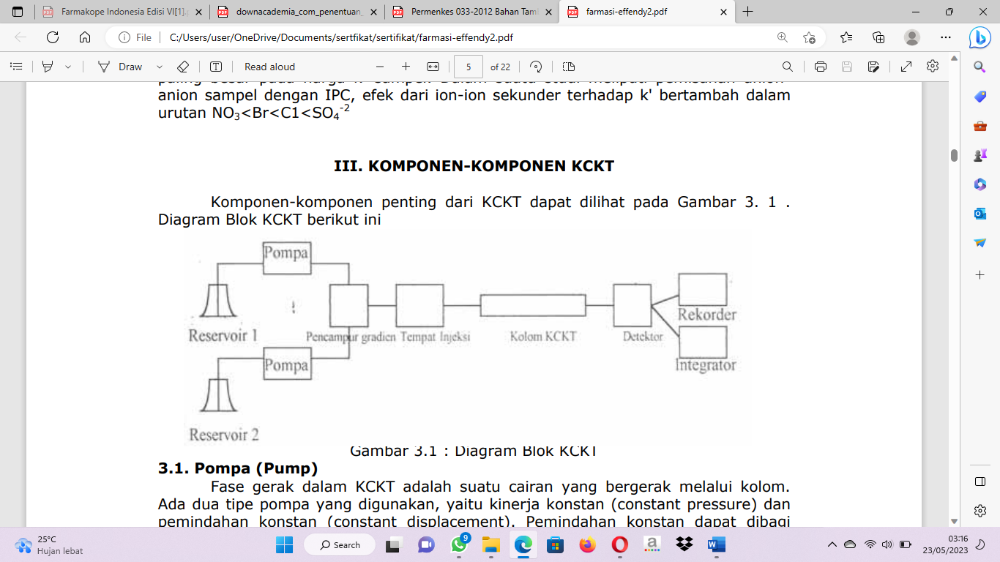 Farmakope Indonesia Edisi VI[1].p
downacademia_com_penentuan_
Permenkes 033-2012 Bahan Tam
farmasi-effendy2.pdf
File
C:/Users/user/OneDrive/Documents/sertfikat/sertifikat/farmasi-effendy2.pdf
Draw
Read aloud
5
of 22
anion sampel dengan IPC, efek dari ion-ion sekunder terhadap k' bertambah dalam
urutan NO3<Br<C1<SO4-2
III. KOMPONEN-KOMPONEN KCKT
Komponen-komponen penting dari KCKT dapat dilihat pada Gambar 3. 1 .
Diagram Blok KCKT berikut ini
Pompa
Reservoir 1
Pencampur gradien
Tempat Injeksi
Kolom KCKT
Detektor
Rekorder
Integrator
Pompa
Reservoir 2
Gambar 3.1 : Diagram Blok KCKT
3.1. Pompa (Pump)
Fase gerak dalam KCKT adalah suatu cairan yang bergerak melalui kolom.
Ada dua tipe pompa yang digunakan, yaitu kinerja konstan (constant pressure) dan
pemindahan konstan (constant displacement). Pemindahan konstan dapat dibagi
25°C
Hujan lebat
Search
9
03:16
23/05/2023